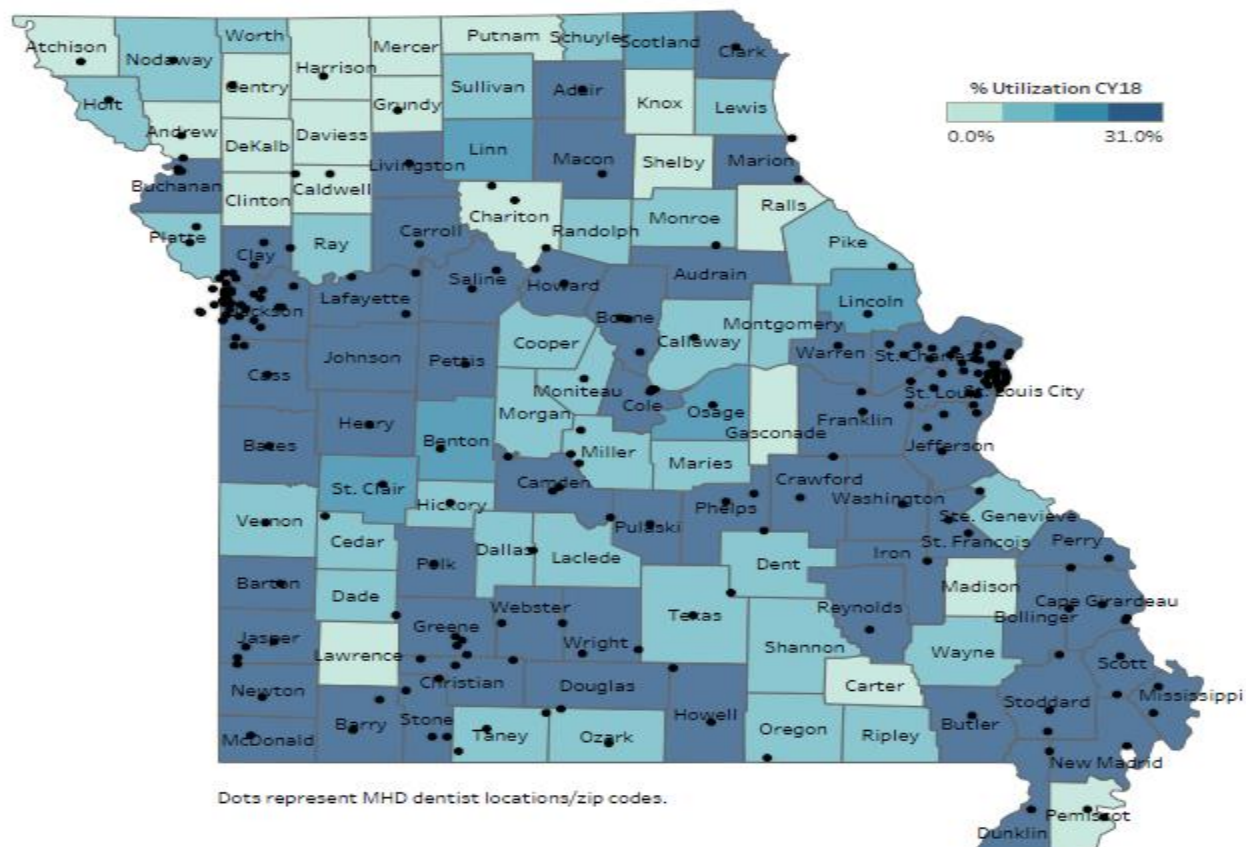 Worth
Putnam
Schuyler
Scotland
Atchison
Mercer
Clark
Nodaway
Harrison
% Utilization CY18
0.0% 31.0%
Gentry
Sullivan
Adair
Knox
Lewis
Holt
Grundy
Andrew
Daviess
DeKalb
Linn
Macon
Shelby
Marion
Livingston
Buchanan
Caldwell
Clinton
Chariton
Ralls
Monroe
Randolph
Platte
Ray
Carroll
Pike
Clay
Saline
Audrain
Howard
Lafayette
Lincoln
Jackson
Boone
Montgomery
Callaway
Cooper
Johnson
Pettis
Warren
St. Charles
Cass
Moniteau
St. Louis
St. Louis City
Cole
Morgan
Osage
Franklin
Henry
Gasconade
Benton
Bates
Jefferson
Miller
Maries
Crawford
Camden
St. Clair
Washington
Hickory
Phelps
Vernon
Pulaski
Ste. Genevieve
Cedar
St. Francois
Perry
Dallas
Laclede
Iron
Polk
Dent
Barton
Madison
Dade
Cape Girardeau
Webster
Reynolds
Texas
Bollinger
Greene
Jasper
Wright
Shannon
Wayne
Lawrence
Scott
Christian
Douglas
Carter
Newton
Mississippi
Stoddard
Howell
Stone
Barry
Butler
Oregon
Ripley
Taney
Ozark
McDonald
New Madrid
Dots represent MHD dentist locations/zip codes.
Pemiscot
Dunklin